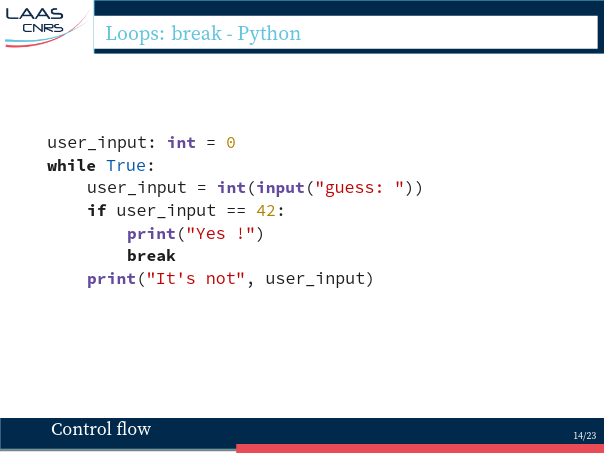 LAAS
CNRS
Loops: break - Python
user_input: int = 0
while True:
    user_input = int(input("guess: "))
    if user_input == 42:
        print("Yes !")
        break
    print("It's not", user_input)
Control flow
14/23